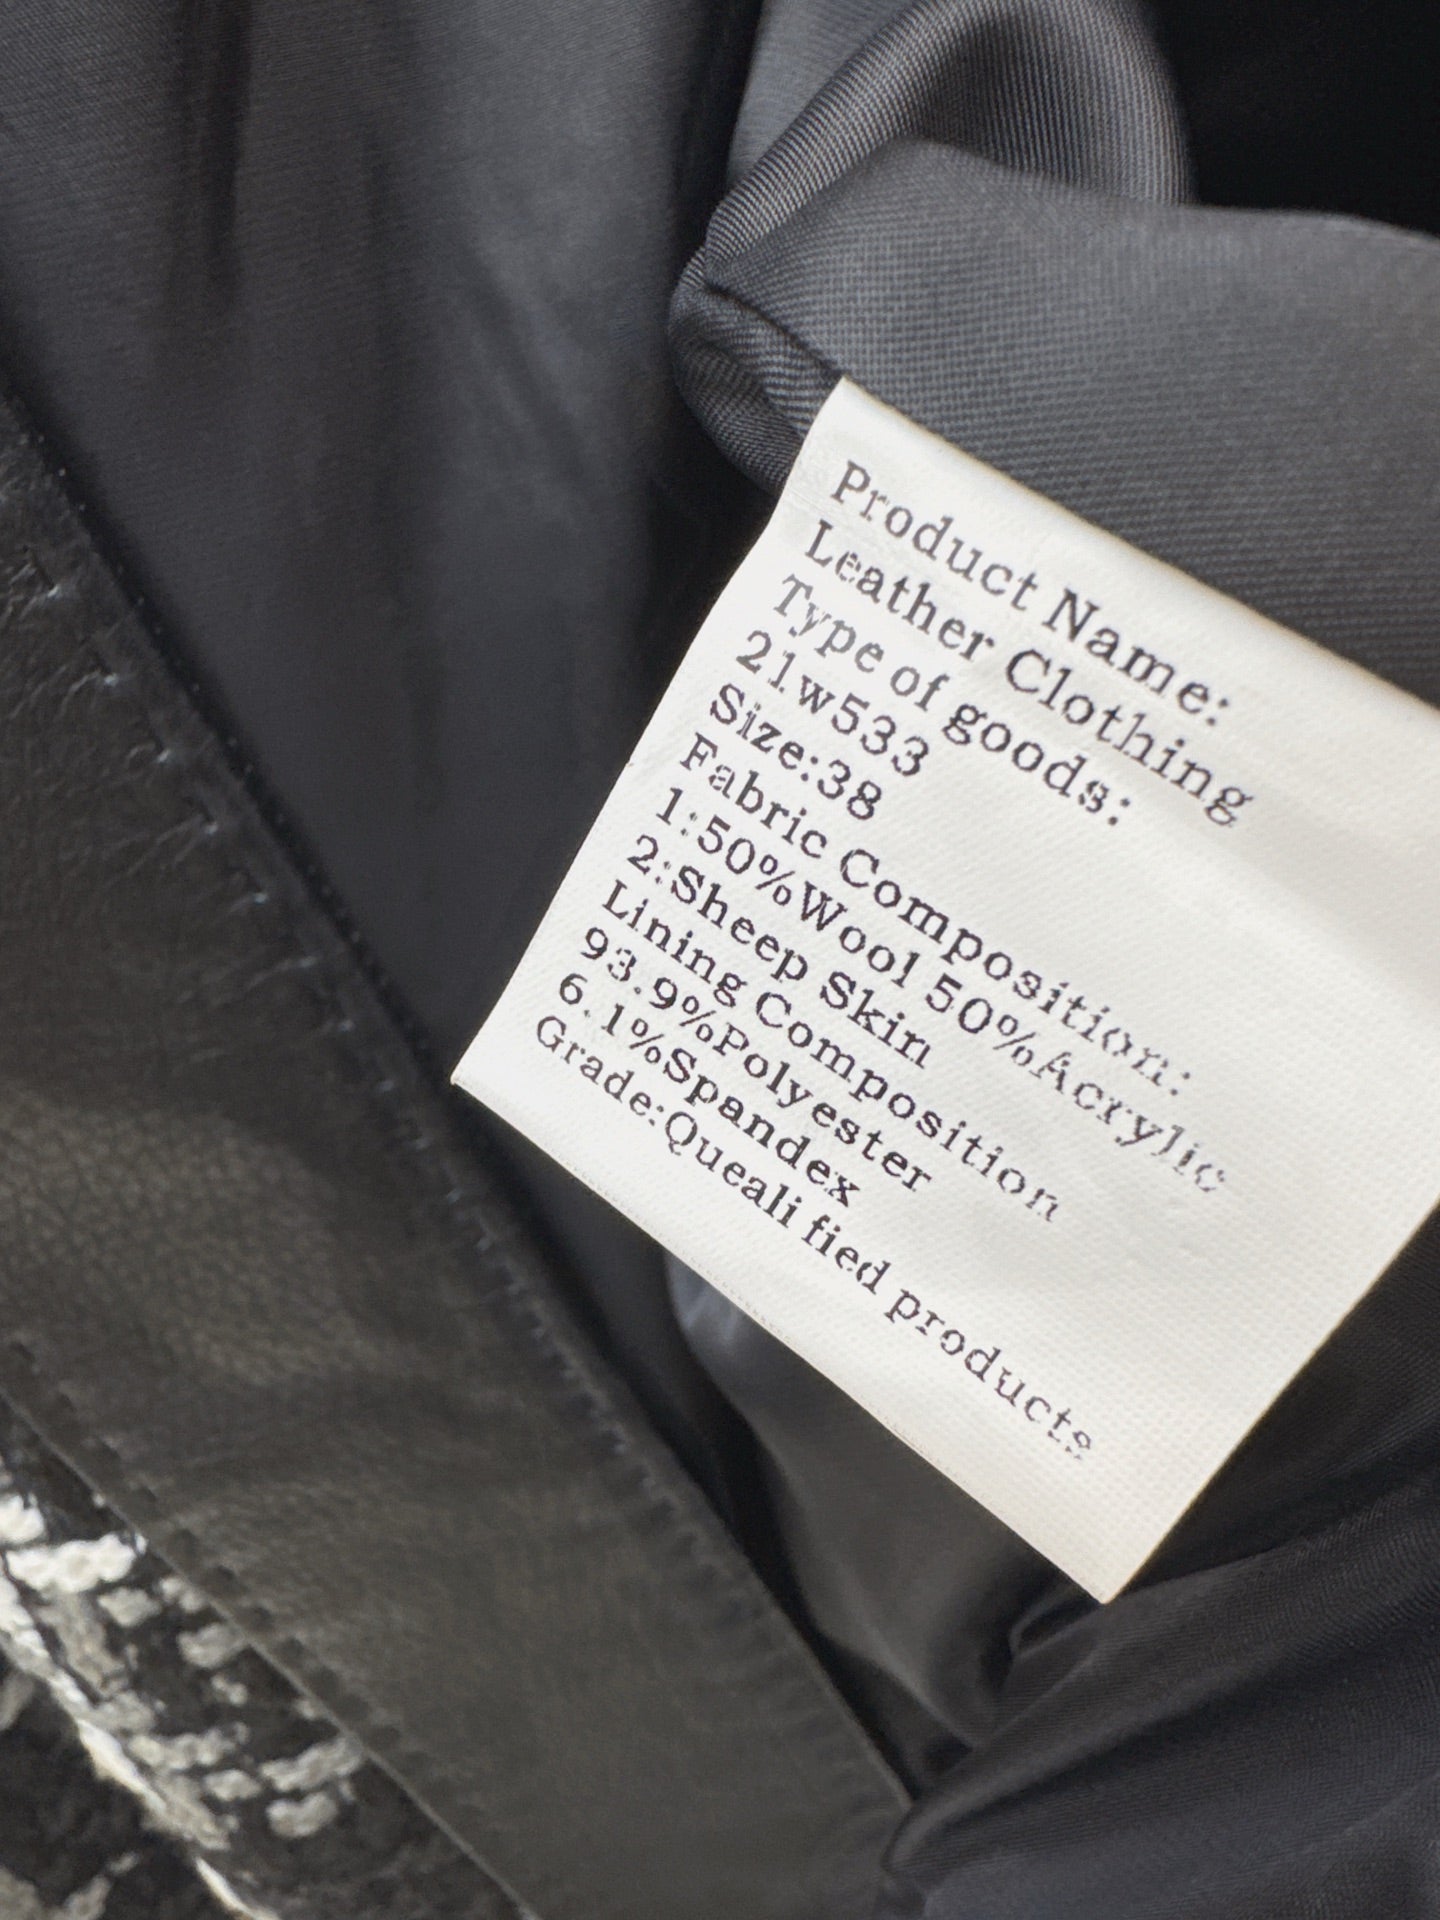 Product Name:
Leather Clothing
Type of goods:
21w533
Size:38
Fabric Composition:
1:50%Wool 50%Acrylic
2:Sheep Skin
Lining Composition
93.9%Polyester
6.1%Spandex
Grade:Queali fied products